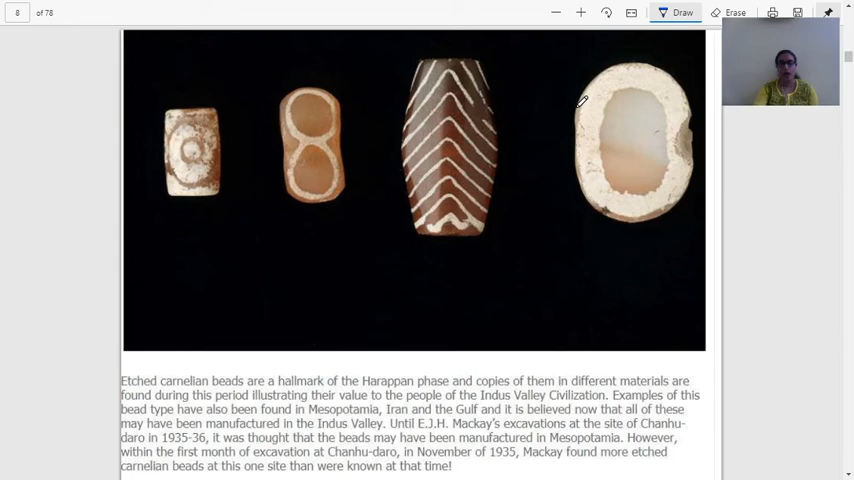 8 of 78
Draw
Erase
Etched carnelian beads are a hallmark of the Harappan phase and copies of them in different materials are
found during this period illustrating their value to the people of the Indus Valley Civilization. Examples of this
bead type have also been found in Mesopotamia, Iran and the Gulf and it is believed now that all of these
may have been manufactured in the Indus Valley. Until E.J.H. Mackay's excavations at the site of Chanhu-
daro in 1935-36, it was thought that the beads may have been manufactured in Mesopotamia. However,
within the first month of excavation at Chanhu-daro, in November of 1935, Mackay found more etched
carnelian beads at this one site than were known at that time!